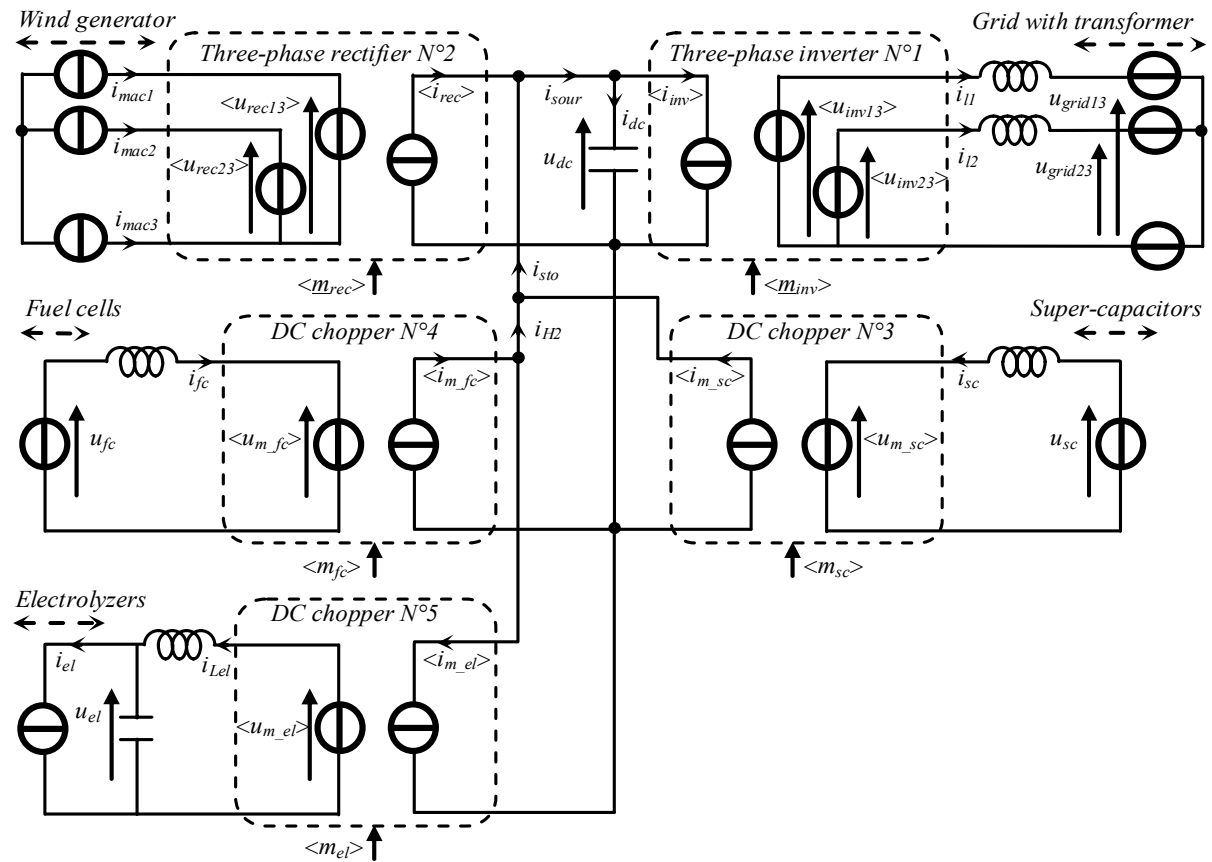 Wind generator
Grid with transformer
Three-phase rectifier N°2
Three-phase inverter N°1
i_mac1
<u_rec13>
<i_rec>
i_sour
<i_inv>
i_dc
<u_inv13>
i_l1
u_grid13
i_mac2
<u_rec23>
u_dc
<u_inv23>
i_l2
u_grid23
i_mac3
<m_rec>
i_sto
<m_inv>
Fuel cells
DC chopper N°4
i_H2
DC chopper N°3
Super-capacitors
i_fc
<i_m_fc>
<i_m_sc>
i_sc
u_fc
<u_m_fc>
<u_m_sc>
u_sc
<m_fc>
<m_sc>
Electrolyzers
DC chopper N°5
i_el
i_Lel
<i_m_el>
u_el
<u_m_el>
<m_el>